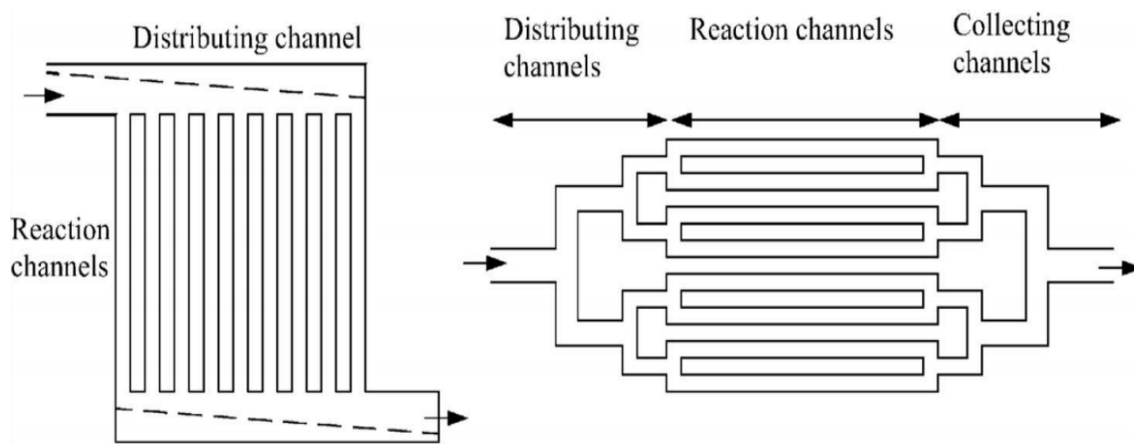 Distributing channel
Reaction
channels
Distributing
channels
Reaction channels
Collecting
channels